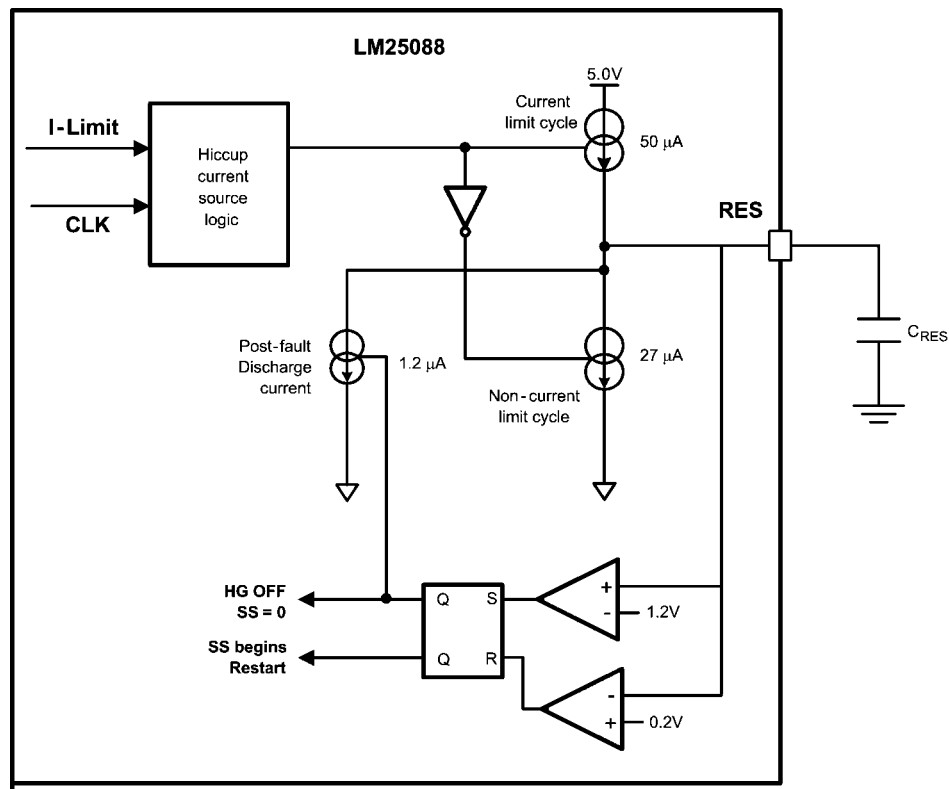 LM25088
5.0V
Current
limit cycle
50 μA
I-Limit
Hiccup
current
source
logic
CLK
RES
CRES
Post-fault
Discharge
current
1.2 μA
27 μA
Non-current
limit cycle
HG OFF
SS = 0
Q
S
+
-
1.2V
SS begins
Restart
Q
R
-
+
0.2V